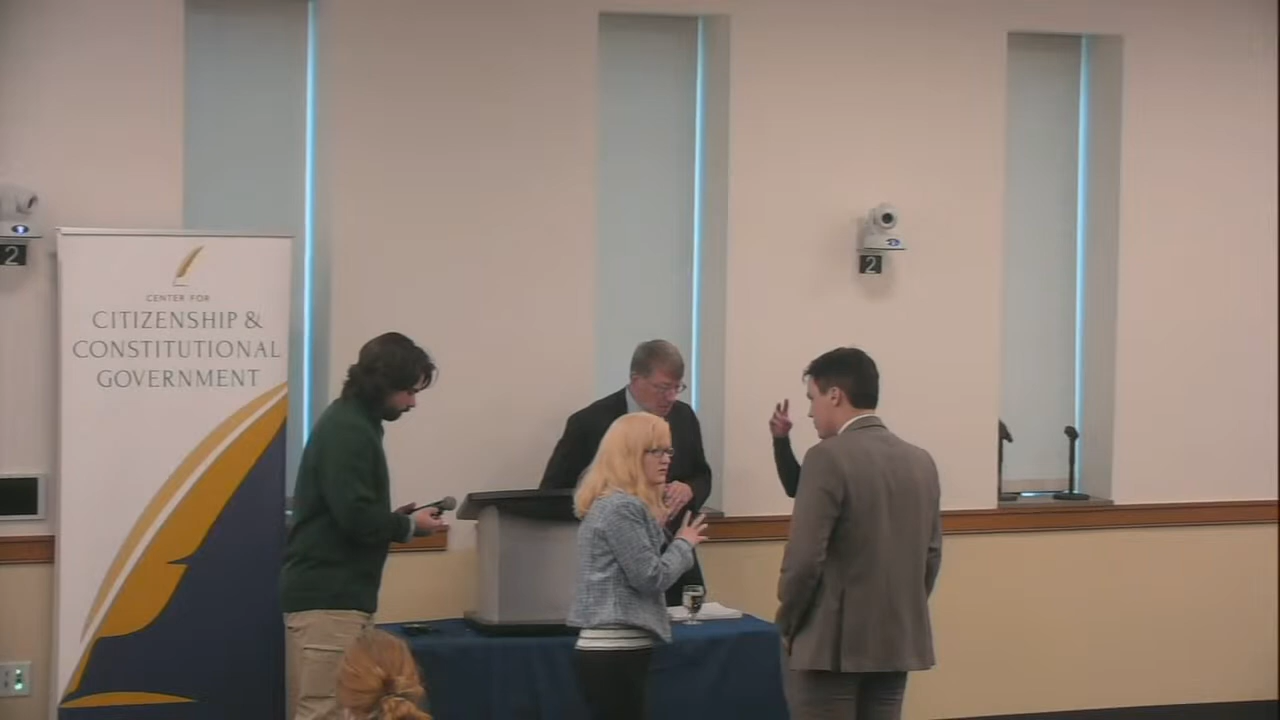 CENTER FOR
CITIZENSHIP &
CONSTITUTIONAL
GOVERNMENT
2
2